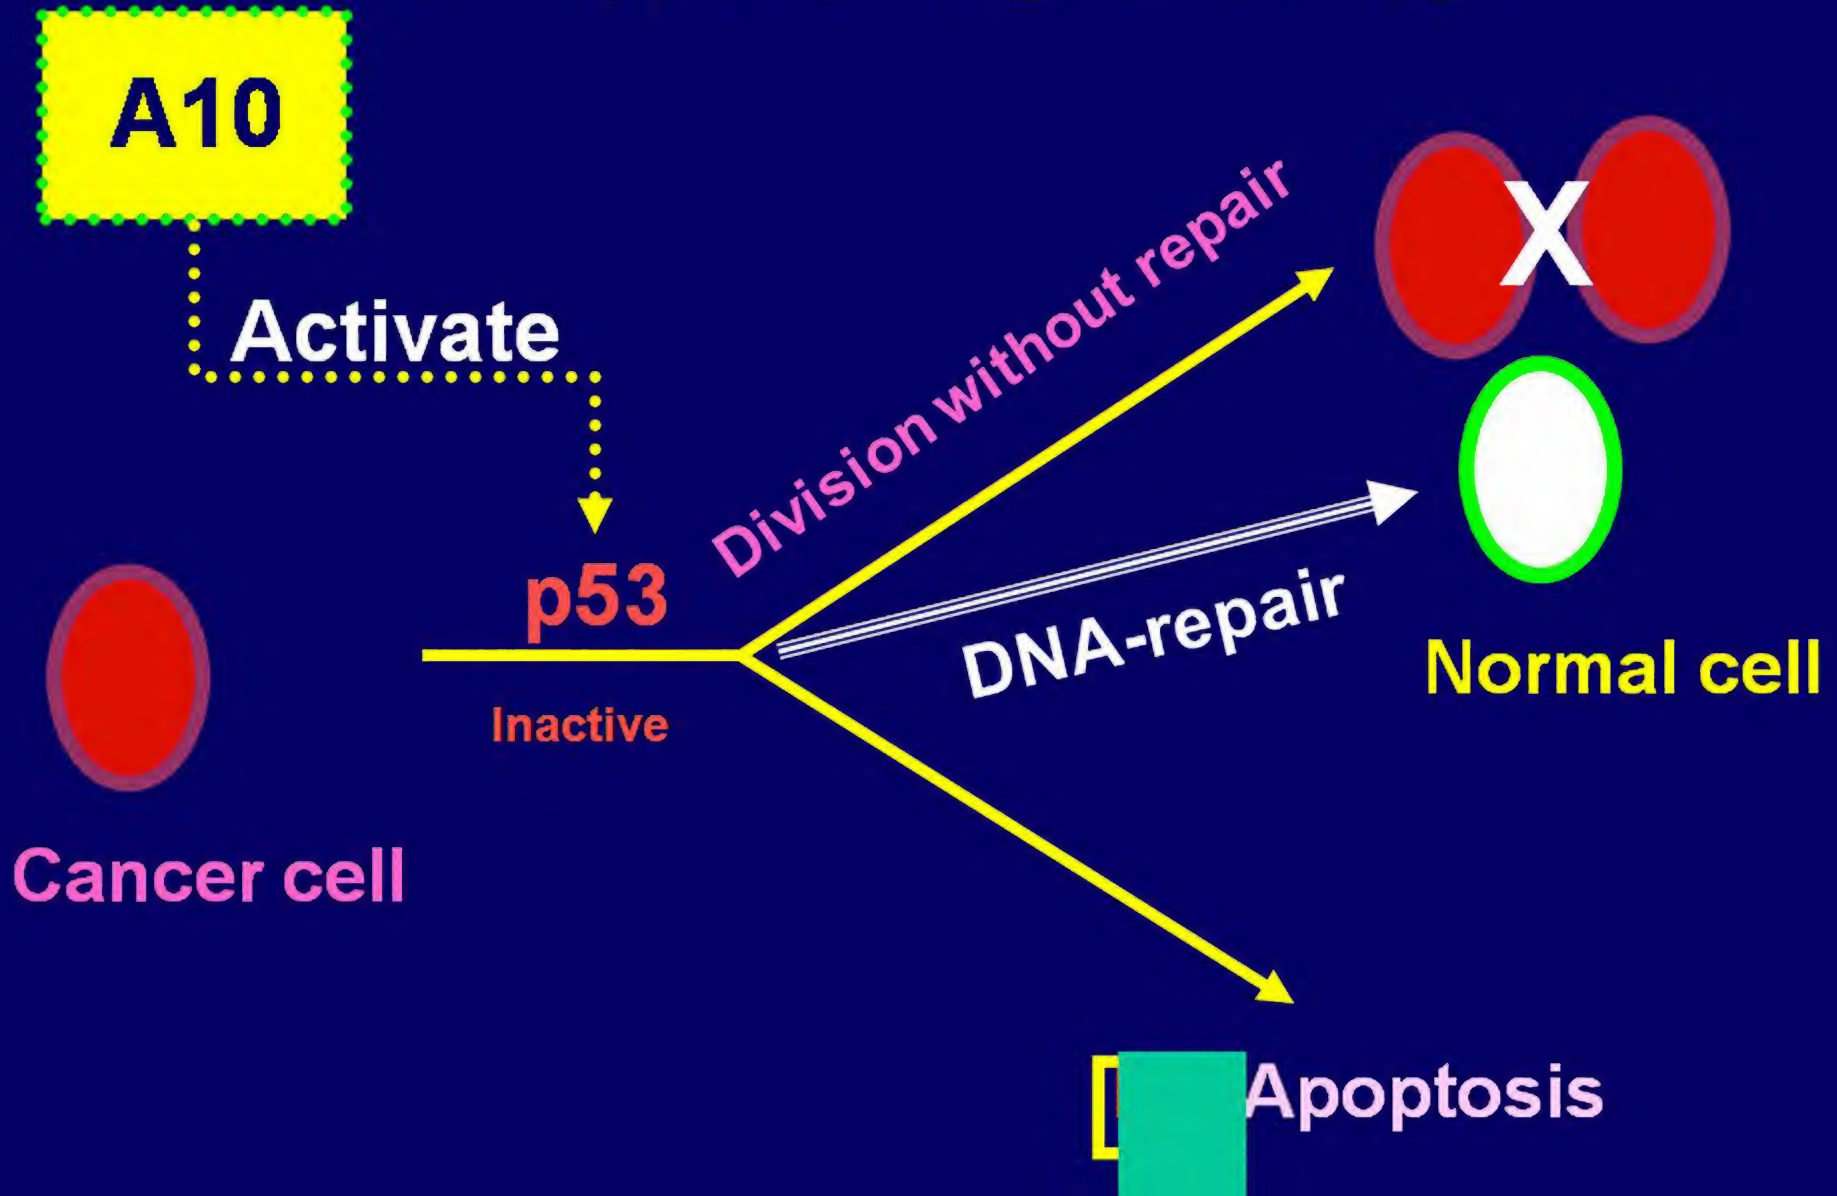 A10
Activate
Division without repair
X
p53
DNA-repair
Inactive
Normal cell
Cancer cell
Apoptosis